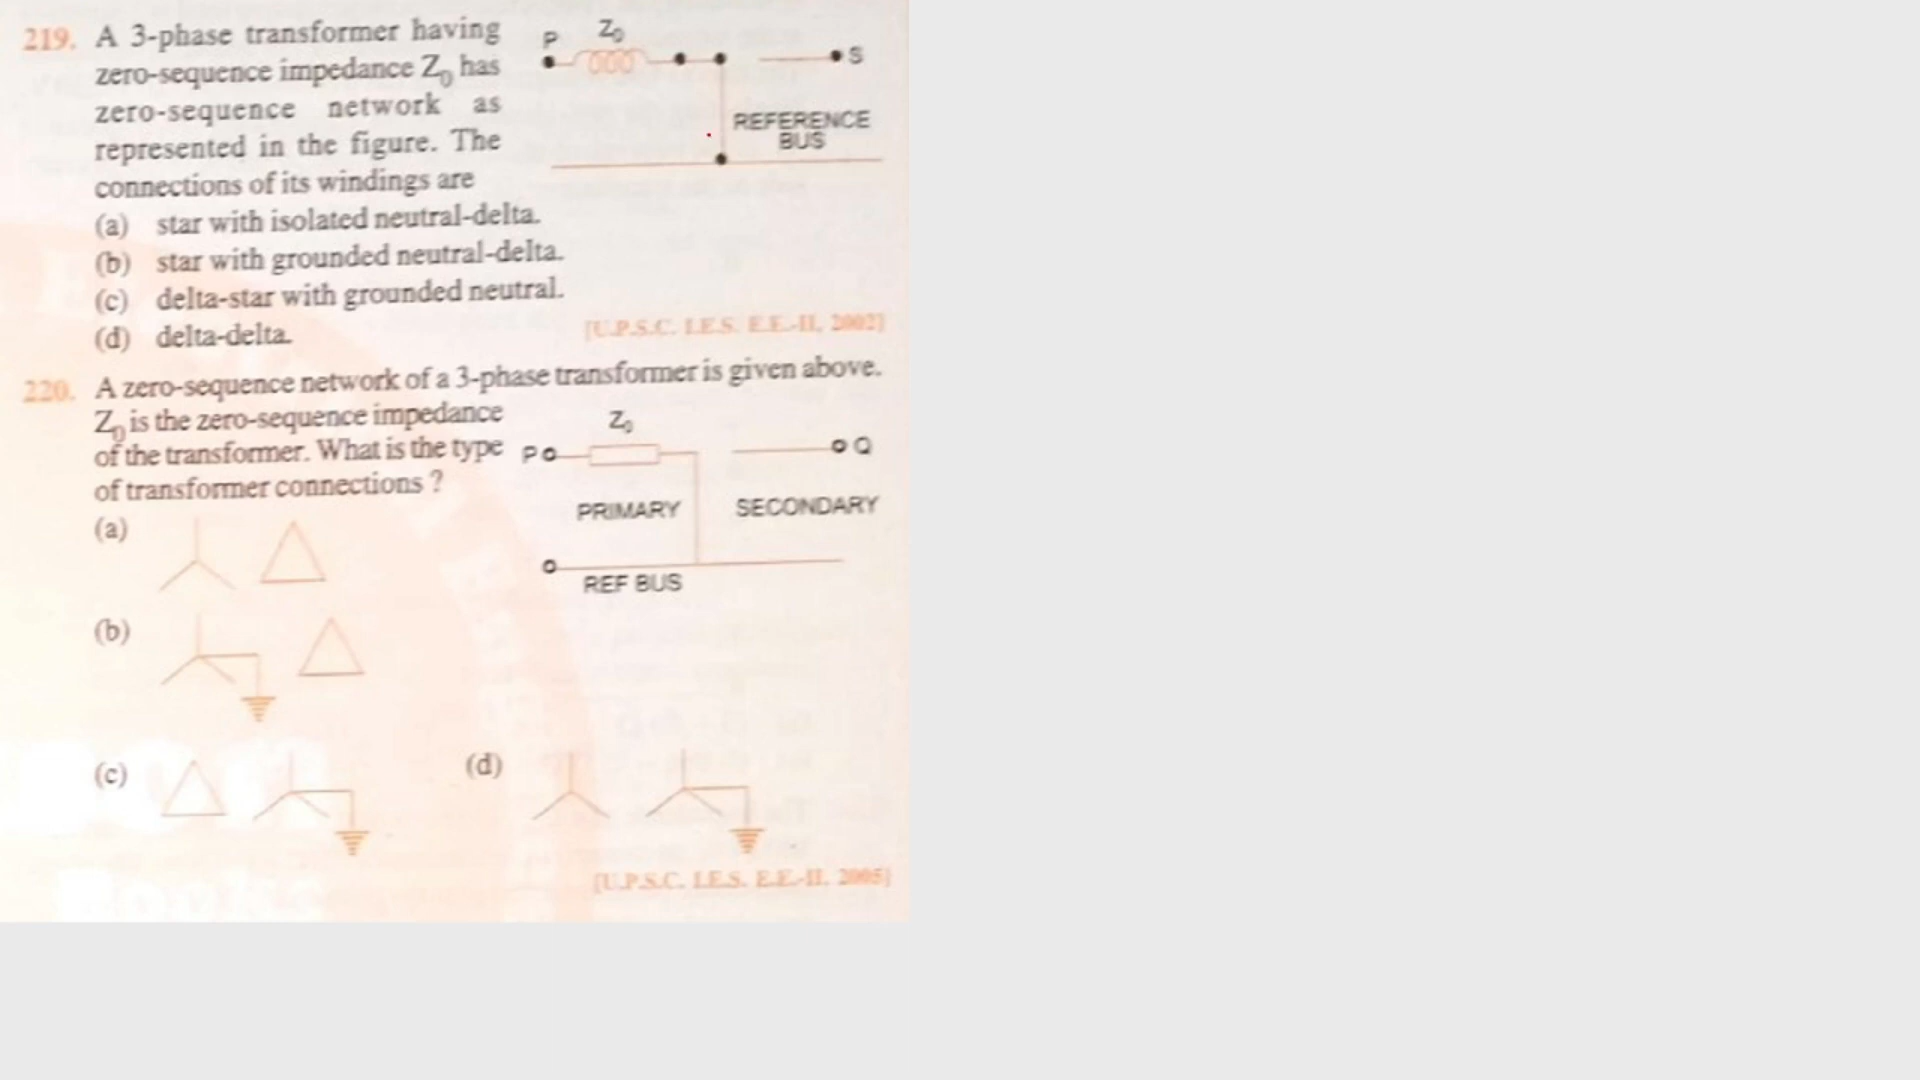 219. A 3-phase transformer having
zero-sequence impedance Z₀ has
zero-sequence network as
represented in the figure. The
connections of its windings are
P Z₀ S
REFERENCE
BUS
(a) star with isolated neutral-delta.
(b) star with grounded neutral-delta.
(c) delta-star with grounded neutral.
(d) delta-delta.
[U.P.S.C. I.E.S. E.E.-II, 2002]
220. A zero-sequence network of a 3-phase transformer is given above.
Z₀ is the zero-sequence impedance
of the transformer. What is the type
of transformer connections ?
Z₀
P Q
PRIMARY SECONDARY
REF BUS
(a)
(b)
(c) (d)
[U.P.S.C. I.E.S. E.E.-II. 2005]